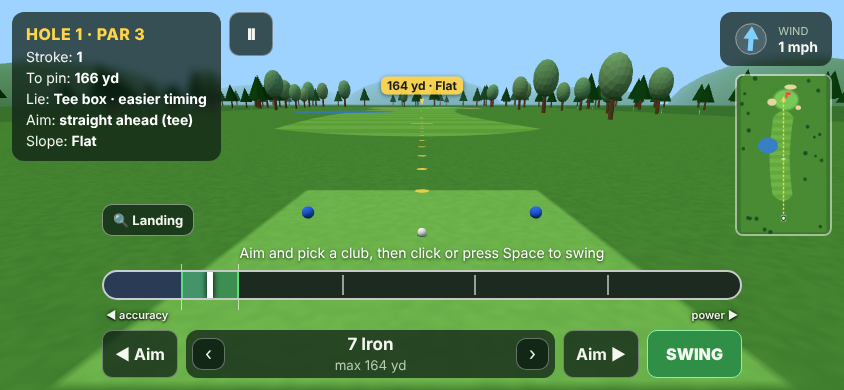 HOLE 1 · PAR 3
Stroke: 1
To pin: 166 yd
Lie: Tee box · easier timing
Aim: straight ahead (tee)
Slope: Flat
WIND
1 mph
164 yd · Flat
🔍 Landing
Aim and pick a club, then click or press Space to swing
◀ accuracy
power ▶
◀ Aim
‹
7 Iron
max 164 yd
›
Aim ▶
SWING